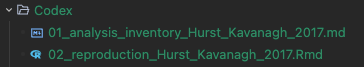 Codex
01_analysis_inventory_Hurst_Kavanagh_2017.md
02_reproduction_Hurst_Kavanagh_2017.Rmd